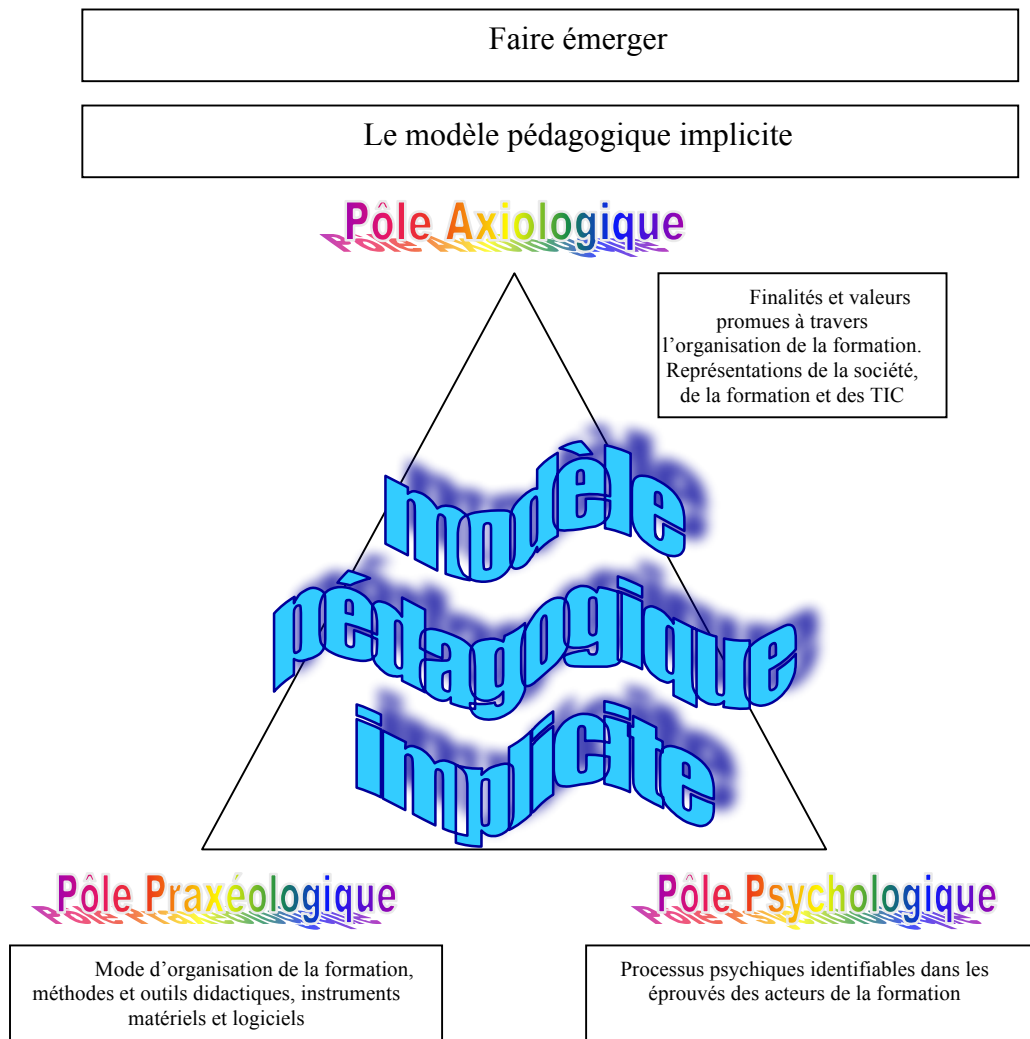 Faire émerger
Le modèle pédagogique implicite
Pôle Axiologique
Finalités et valeurs
promues à travers
l'organisation de la formation.
Représentations de la société,
de la formation et des TIC
modèle
pédagogique
implicite
Pôle Praxéologique
Mode d'organisation de la formation,
méthodes et outils didactiques, instruments
matériels et logiciels
Pôle Psychologique
Processus psychiques identifiables dans les
éprouvés des acteurs de la formation